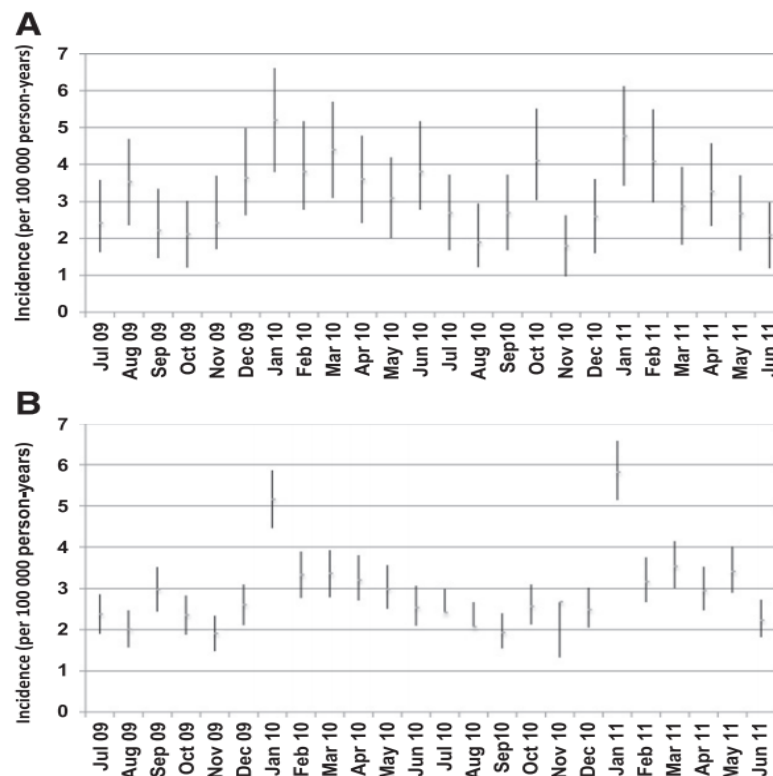 A
Incidence (per 100 000 person-years)
7
6
5
4
3
2
1
0
Jul 09
Aug 09
Sep 09
Oct 09
Nov 09
Dec 09
Jan 10
Feb 10
Mar 10
Apr 10
May 10
Jun 10
Jul 10
Aug 10
Sep10
Oct 10
Nov 10
Dec 10
Jan 11
Feb 11
Mar 11
Apr 11
May 11
Jun 11
B
Incidence (per 100 000 person-years)
7
6
5
4
3
2
1
0
Jul 09
Aug 09
Sep 09
Oct 09
Nov 09
Dec 09
Jan 10
Feb 10
Mar 10
Apr 10
May 10
Jun 10
Jul 10
Aug 10
Sep10
Oct 10
Nov 10
Dec 10
Jan 11
Feb 11
Mar 11
Apr 11
May 11
Jun 11